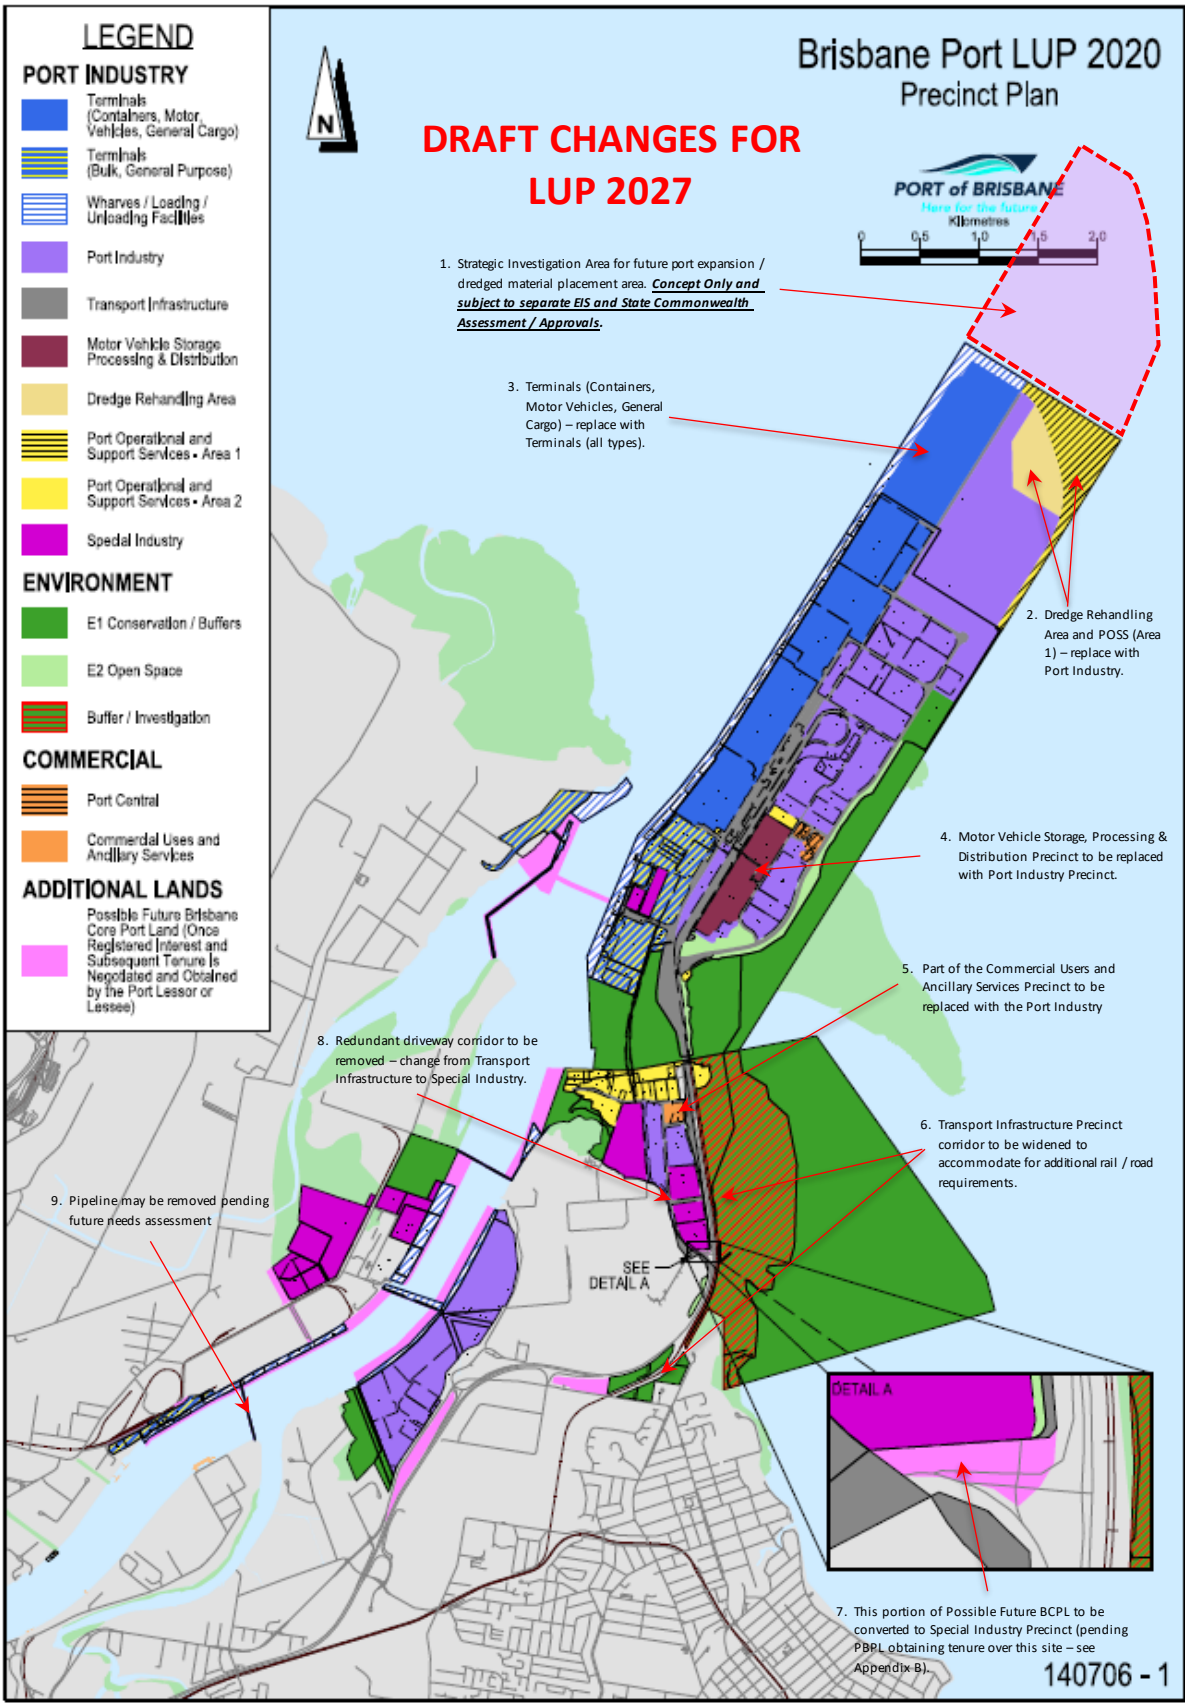 LEGEND
PORT INDUSTRY
Terminals
(Containers, Motor,
Vehicles, General Cargo)
Terminals
(Bulk, General Purpose)
Wharves / Loading /
Unloading Facilities
Port Industry
Transport Infrastructure
Motor Vehicle Storage
Processing & Distribution
Dredge Rehandling Area
Port Operational and
Support Services - Area 1
Port Operational and
Support Services - Area 2
Special Industry
ENVIRONMENT
E1 Conservation / Buffers
E2 Open Space
Buffer / Investigation
COMMERCIAL
Port Central
Commercial Uses and
Ancillary Services
ADDITIONAL LANDS
Possible Future Brisbane
Core Port Land (Once
Registered Interest and
Subsequent Tenure is
Negotiated and Obtained
by the Port Lessor or
Lessee)
N
Brisbane Port LUP 2020
Precinct Plan
DRAFT CHANGES FOR
LUP 2027
PORT of BRISBANE
Here for the future
Kilometres
0 0,5 1,0 1,5 2,0
1. Strategic Investigation Area for future port expansion /
dredged material placement area. Concept Only and
subject to separate EIS and State Commonwealth
Assessment / Approvals.
3. Terminals (Containers,
Motor Vehicles, General
Cargo) – replace with
Terminals (all types).
2. Dredge Rehandling
Area and POSS (Area
1) – replace with
Port Industry.
4. Motor Vehicle Storage, Processing &
Distribution Precinct to be replaced
with Port Industry Precinct.
5. Part of the Commercial Users and
Ancillary Services Precinct to be
replaced with the Port Industry
8. Redundant driveway corridor to be
removed – change from Transport
Infrastructure to Special Industry.
6. Transport Infrastructure Precinct
corridor to be widened to
accommodate for additional rail / road
requirements.
9. Pipeline may be removed pending
future needs assessment
SEE
DETAIL A
DETAIL A
7. This portion of Possible Future BCPL to be
converted to Special Industry Precinct (pending
PBPL obtaining tenure over this site – see
Appendix B).
140706 - 1